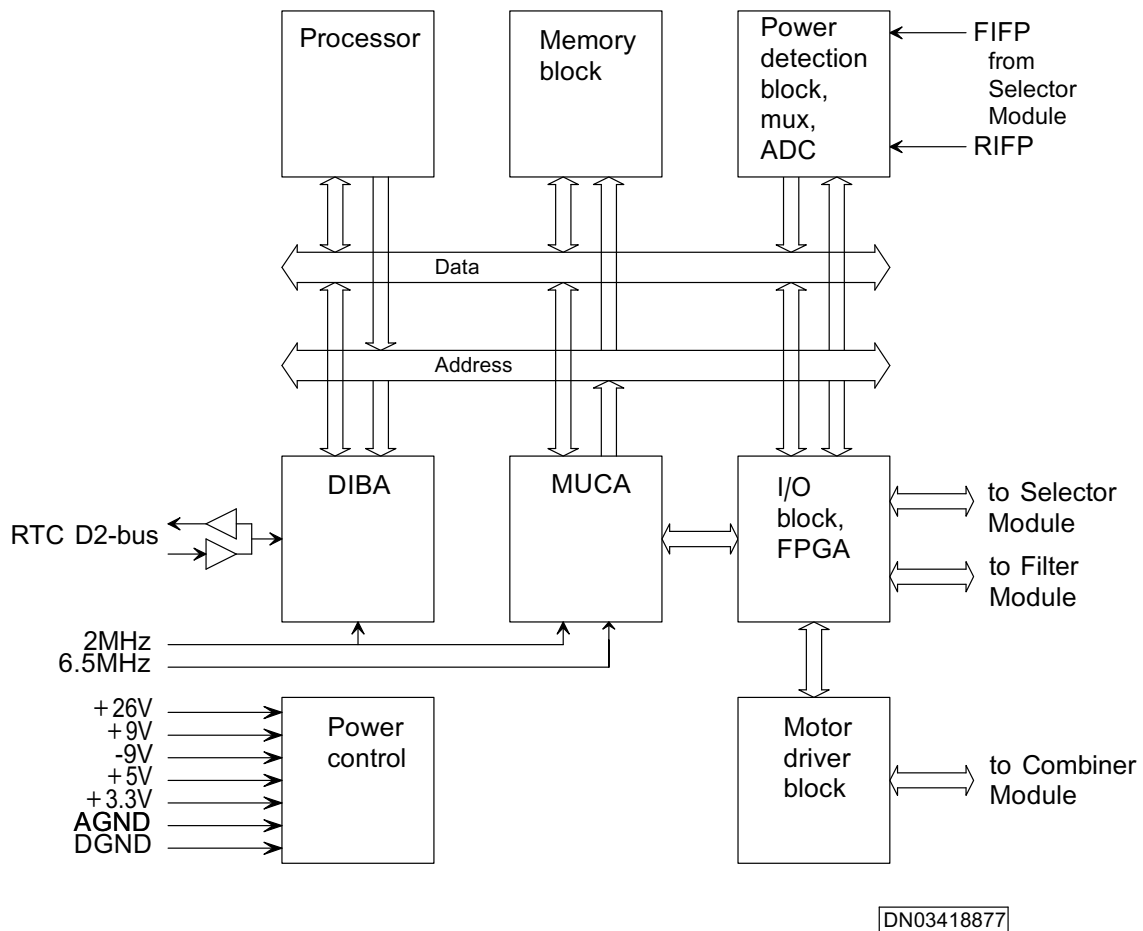 Processor
Memory
block
Power
detection
block,
mux,
ADC
FIFP
from
Selector
Module
RIFP
Data
Address
DIBA
MUCA
I/O
block,
FPGA
RTC D2-bus
to Selector
Module
to Filter
Module
2MHz
6.5MHz
+26V
+9V
-9V
+5V
+3.3V
AGND
DGND
Power
control
Motor
driver
block
to Combiner
Module
DN03418877